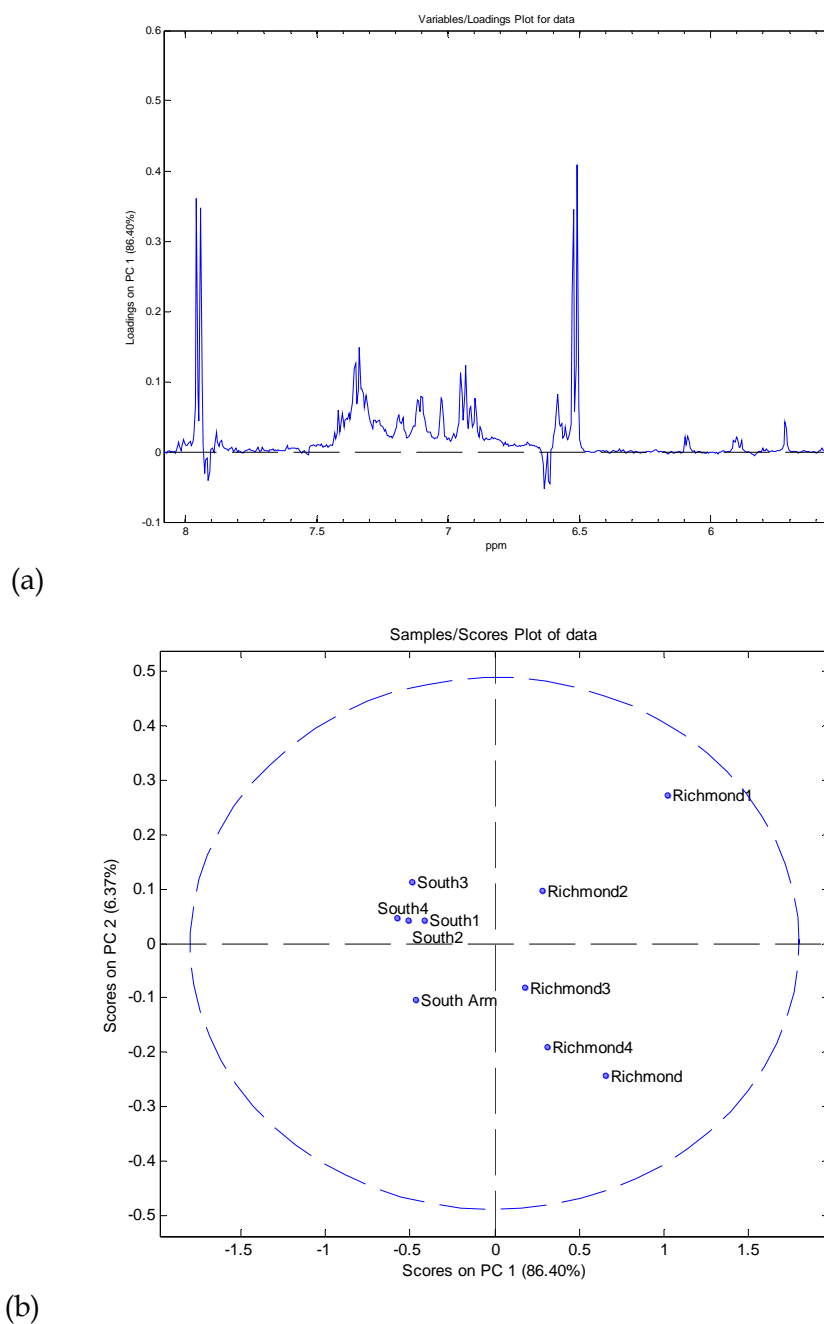 Variables/Loadings Plot for data
0.6
0.5
0.4
0.3
0.2
0.1
0
-0.1
Loadings on PC 1 (86.40%)
8 7.5 7 6.5 6
ppm
(a)
Samples/Scores Plot of data
0.5
0.4
0.3
0.2
0.1
0
-0.1
-0.2
-0.3
-0.4
-0.5
Scores on PC 2 (6.37%)
Richmond1
South3
Richmond2
South4
South1
South2
South Arm
Richmond3
Richmond4
Richmond
-1.5 -1 -0.5 0 0.5 1 1.5
Scores on PC 1 (86.40%)
(b)